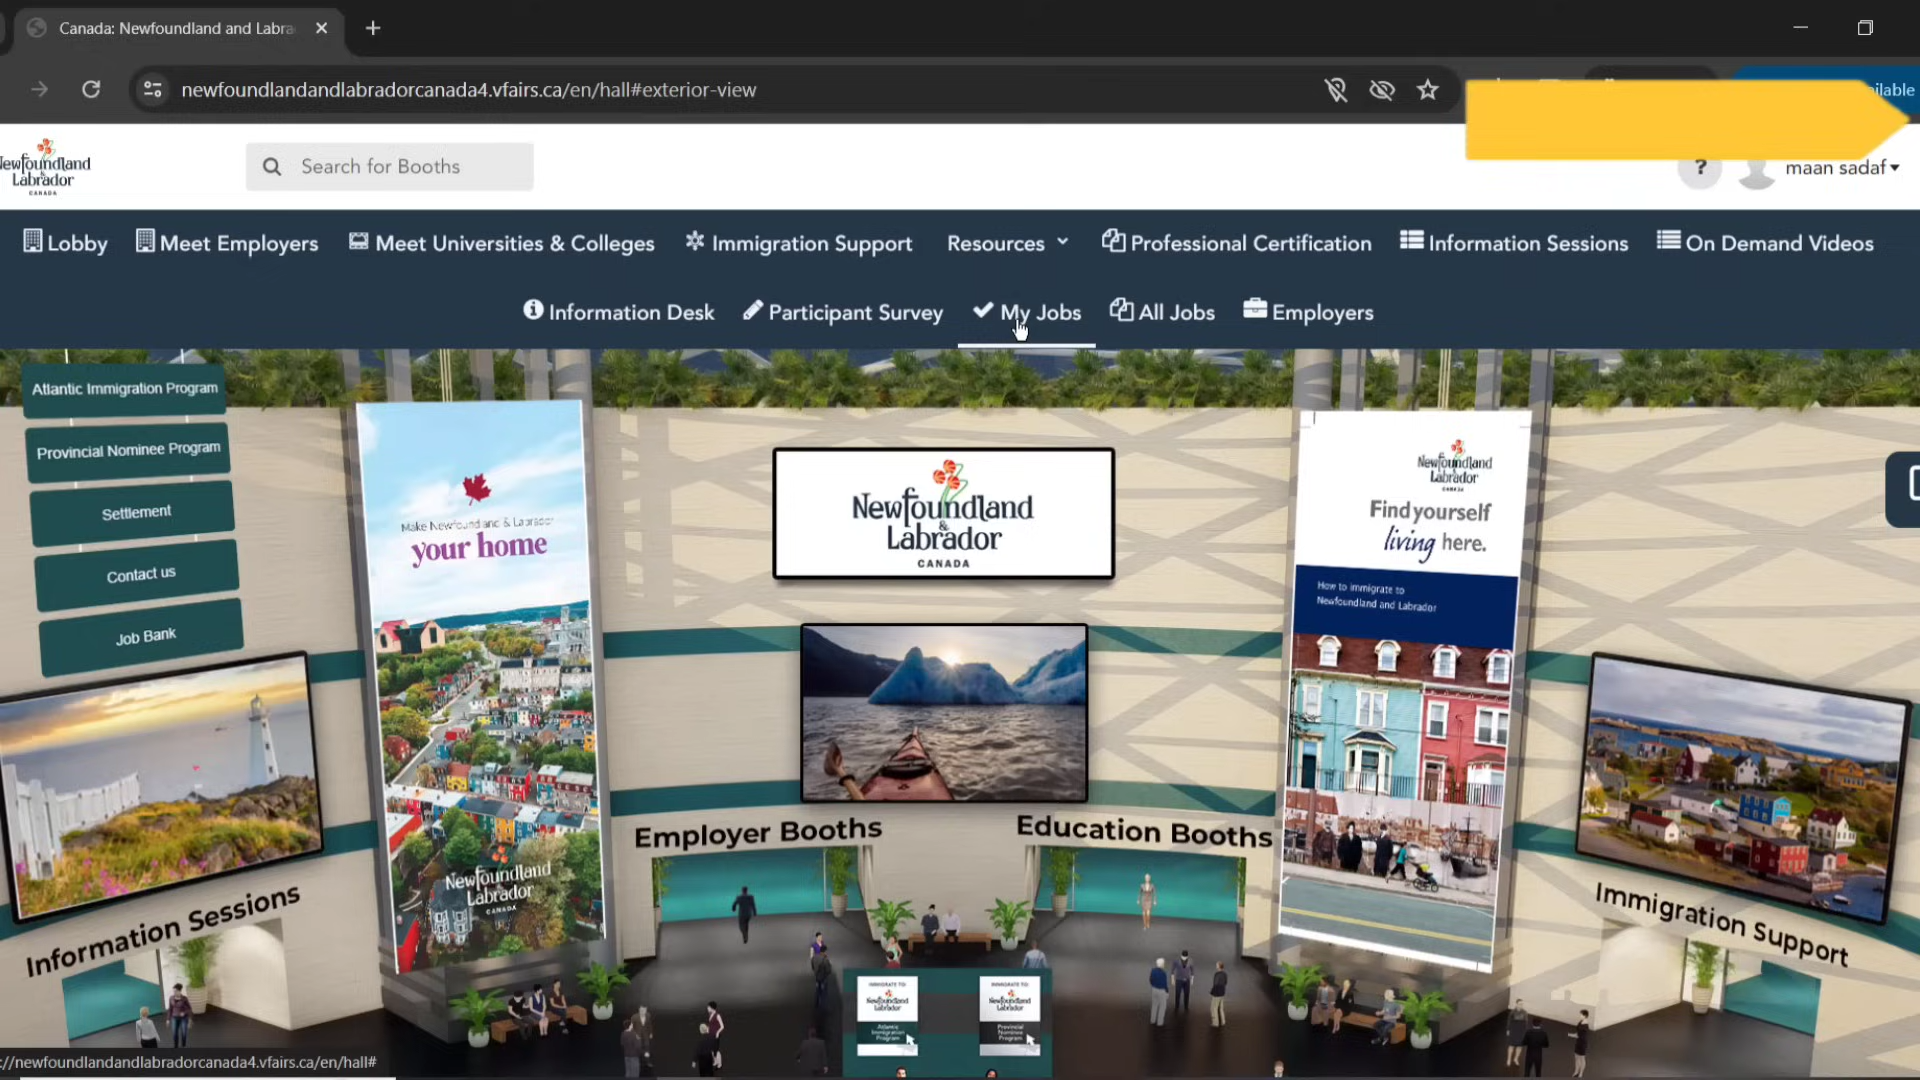 Canada: Newfoundland and Labra
newfoundlandandlabradorcanada4.vfairs.ca/en/hall#exterior-view
ilable
Newfoundland
Labrador
CANADA
Search for Booths
?
maan sadaf
Lobby
Meet Employers
Meet Universities & Colleges
Immigration Support
Resources
Professional Certification
Information Sessions
On Demand Videos
Information Desk
Participant Survey
My Jobs
All Jobs
Employers
Atlantic Immigration Program
Provincial Nominee Program
Settlement
Contact us
Job Bank
Make Newfoundland & Labrador
your home
Newfoundland
&
Labrador
CANADA
Newfoundland
Labrador
CANADA
Find yourself
living here.
How to immigrate to
Newfoundland and Labrador
Newfoundland
Labrador
CANADA
Employer Booths
Education Booths
Information Sessions
Immigration Support
IMMIGRATE TO:
Newfoundland
Labrador
Atlantic
Immigration
Program
IMMIGRATE TO:
Newfoundland
Labrador
Provincial
Nominee
Program
://newfoundlandandlabradorcanada4.vfairs.ca/en/hall#